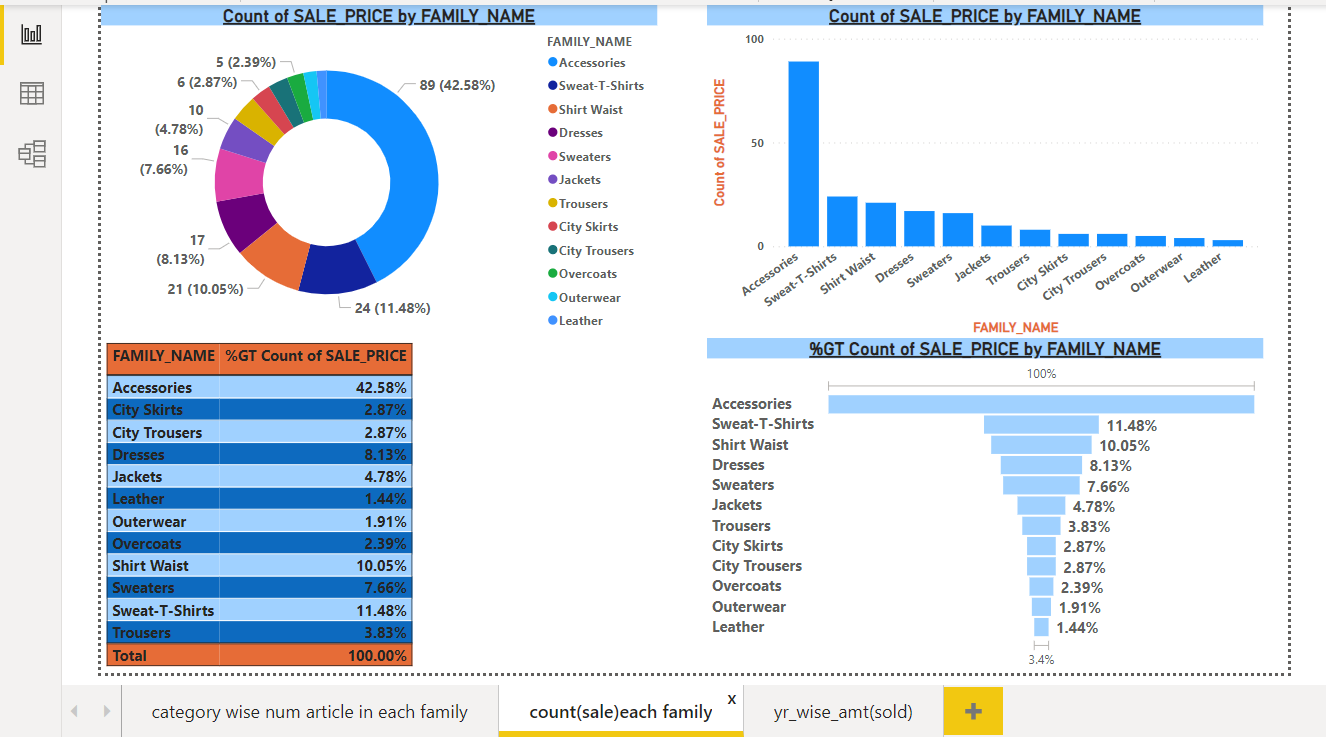 Count of SALE_PRICE by FAMILY_NAME
89 (42.58%)
24 (11.48%)
21 (10.05%)
17
(8.13%)
16
(7.66%)
10
(4.78%)
6 (2.87%)
5 (2.39%)
FAMILY_NAME
Accessories
Sweat-T-Shirts
Shirt Waist
Dresses
Sweaters
Jackets
Trousers
City Skirts
City Trousers
Overcoats
Outerwear
Leather
Count of SALE_PRICE by FAMILY_NAME
Count of SALE_PRICE
100
50
0
Accessories
Sweat-T-Shirts
Shirt Waist
Dresses
Sweaters
Jackets
Trousers
City Skirts
City Trousers
Overcoats
Outerwear
Leather
FAMILY_NAME
FAMILY_NAME %GT Count of SALE_PRICE
Accessories 42.58%
City Skirts 2.87%
City Trousers 2.87%
Dresses 8.13%
Jackets 4.78%
Leather 1.44%
Outerwear 1.91%
Overcoats 2.39%
Shirt Waist 10.05%
Sweaters 7.66%
Sweat-T-Shirts 11.48%
Trousers 3.83%
Total 100.00%
%GT Count of SALE_PRICE by FAMILY_NAME
100%
Accessories
Sweat-T-Shirts 11.48%
Shirt Waist 10.05%
Dresses 8.13%
Sweaters 7.66%
Jackets 4.78%
Trousers 3.83%
City Skirts 2.87%
City Trousers 2.87%
Overcoats 2.39%
Outerwear 1.91%
Leather 1.44%
3.4%
category wise num article in each family
count(sale)each family x
yr_wise_amt(sold)